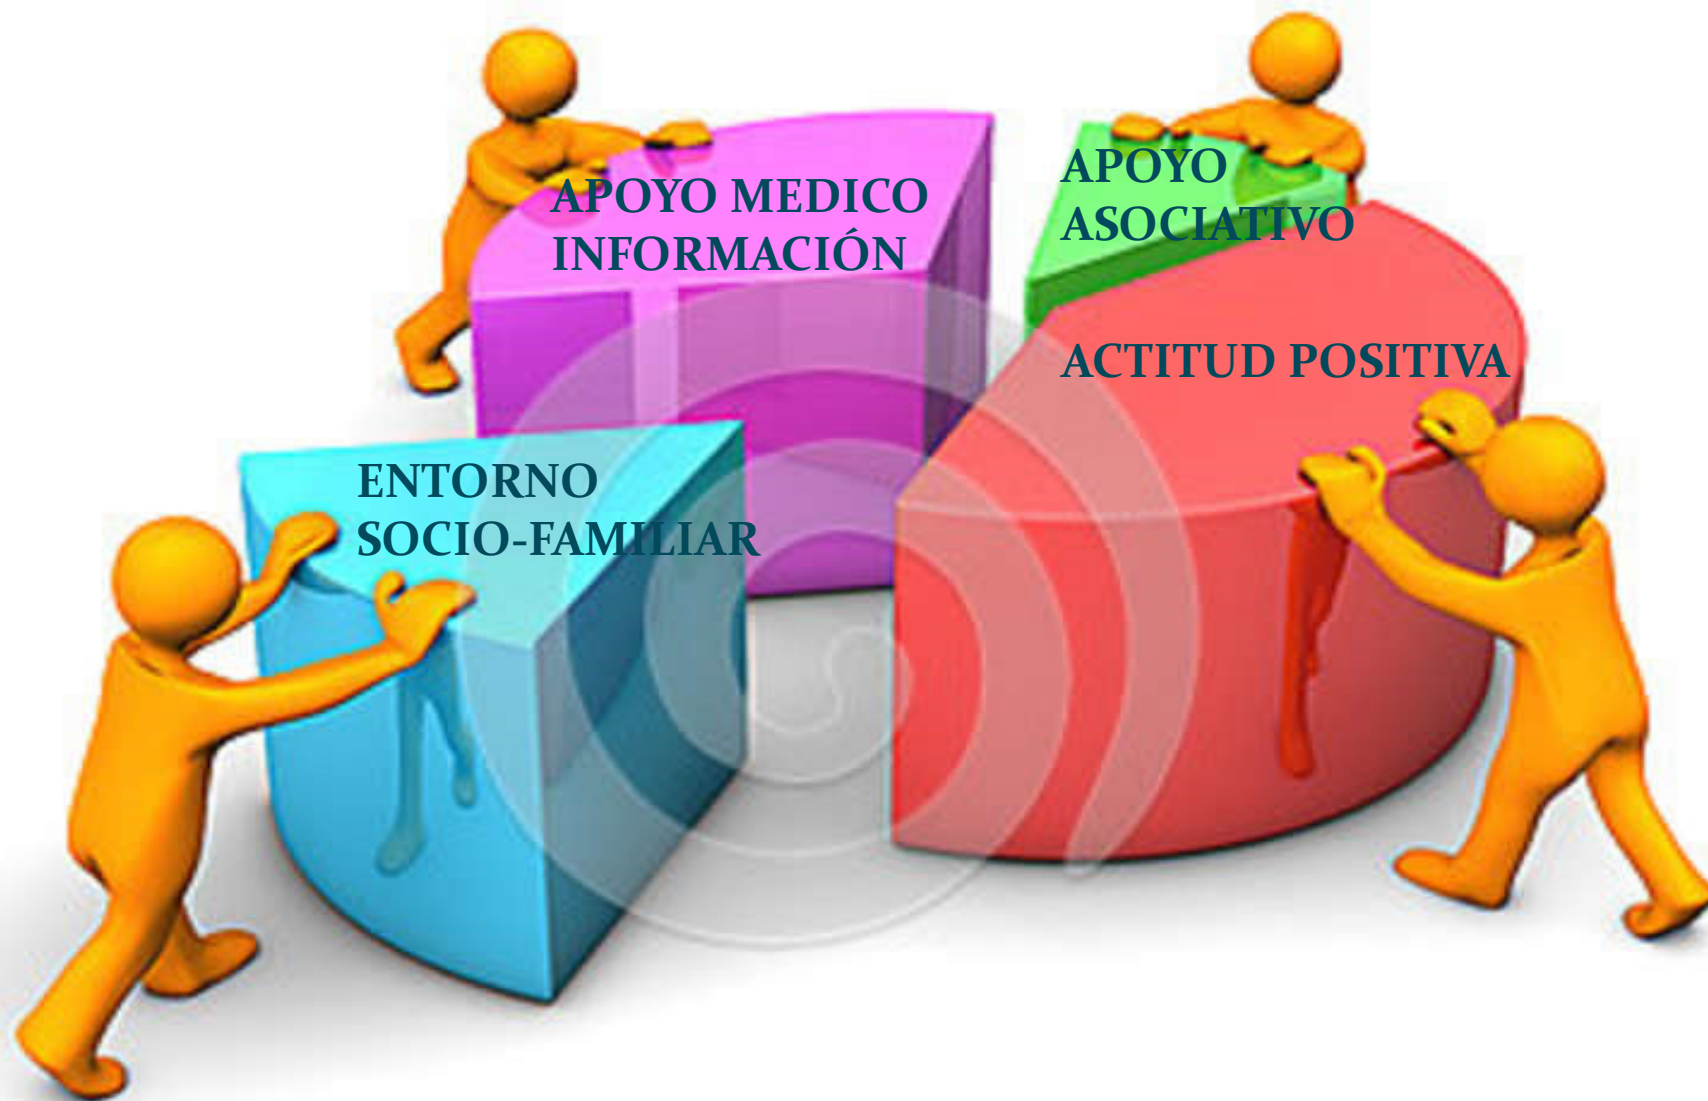 APOYO MEDICO
INFORMACIÓN
APOYO
ASOCIATIVO
ACTITUD POSITIVA
ENTORNO
SOCIO-FAMILIAR